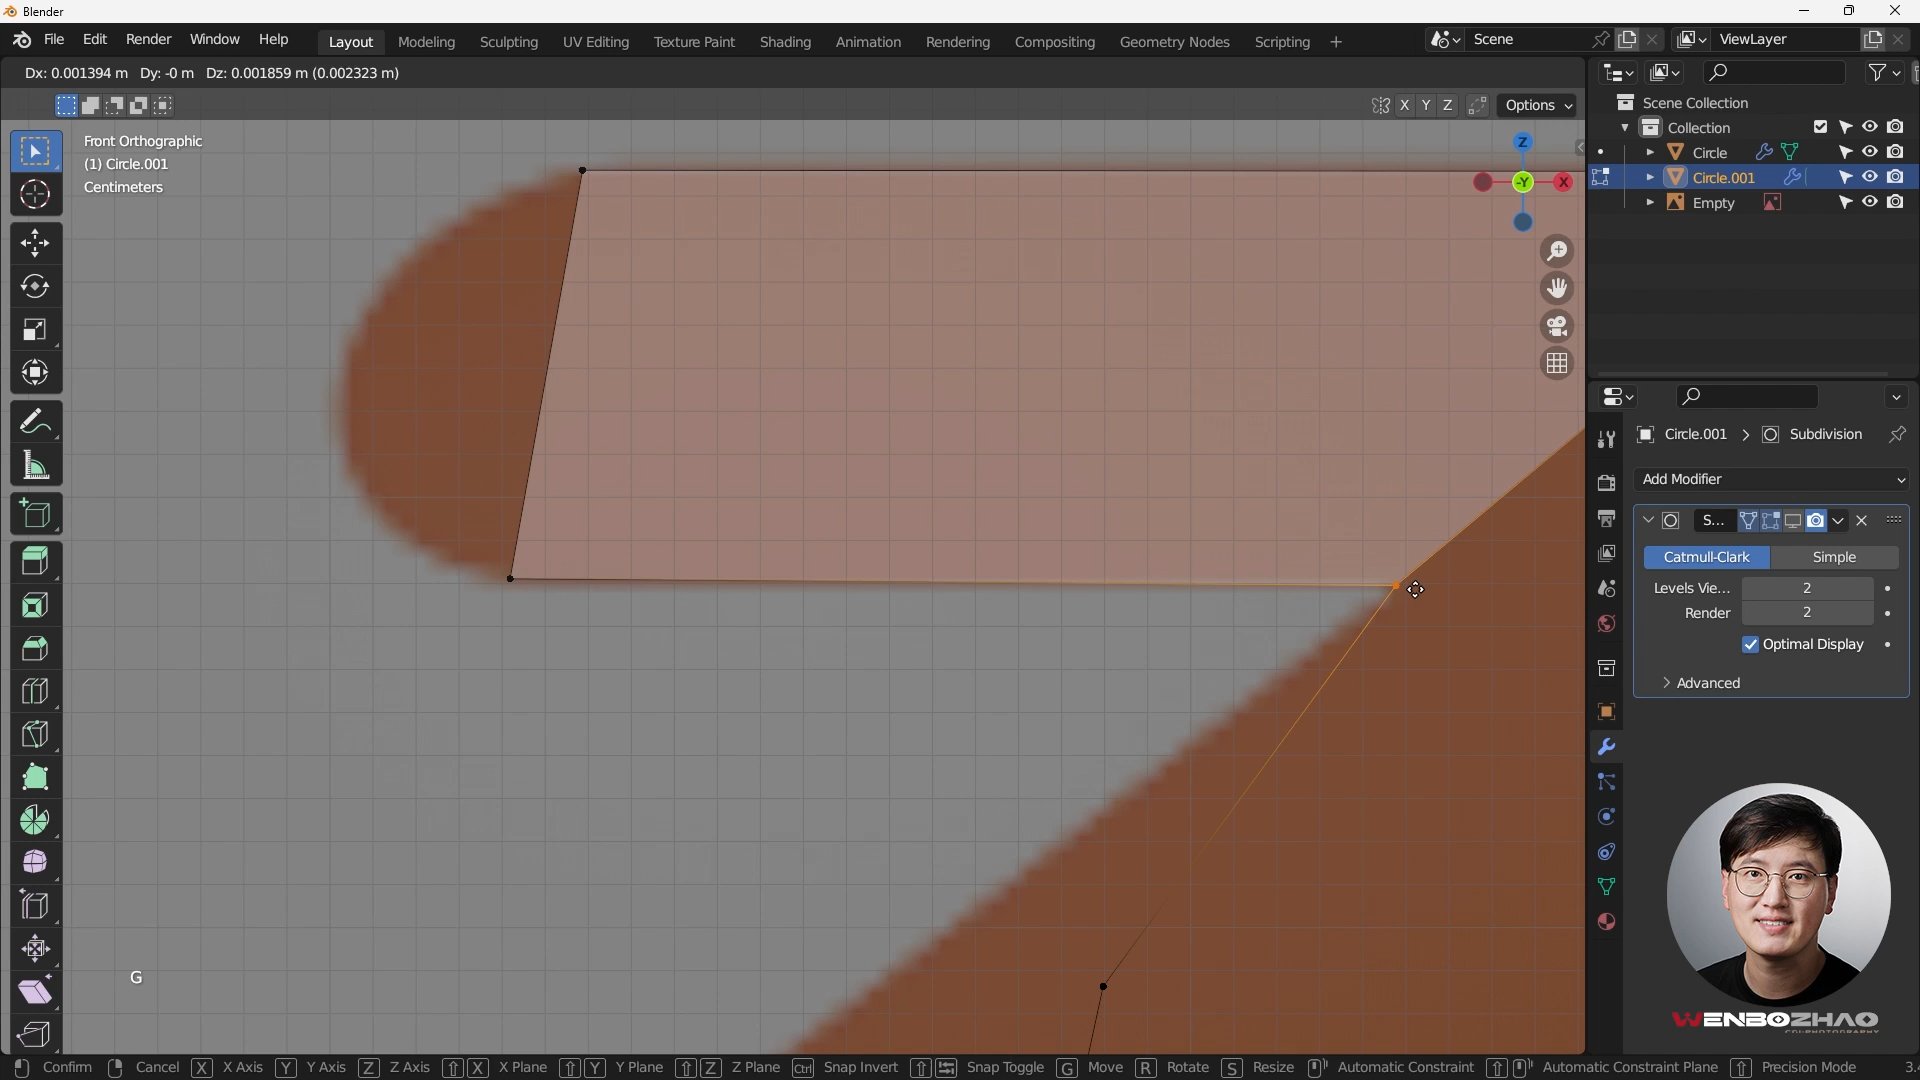 Blender
File Edit Render Window Help Layout Modeling Sculpting UV Editing Texture Paint Shading Animation Rendering Compositing Geometry Nodes Scripting + Scene ViewLayer
Dx: 0.001394 m Dy: -0 m Dz: 0.001859 m (0.002323 m)
X Y Z Options
Front Orthographic
(1) Circle.001
Centimeters
Z
-Y X
Scene Collection
Collection
Circle
Circle.001
Empty
Circle.001 > Subdivision
Add Modifier
S...
Catmull-Clark Simple
Levels Vie... 2
Render 2
Optimal Display
Advanced
G
WENBOZHAO
Confirm Cancel X X Axis Y Y Axis Z Z Axis X X Plane Y Y Plane Z Z Plane Ctrl Snap Invert Snap Toggle G Move R Rotate S Resize Automatic Constraint Automatic Constraint Plane Precision Mode 3.